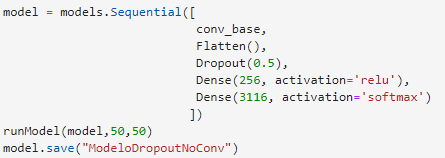 model = models.Sequential([
conv_base,
Flatten(),
Dropout(0.5),
Dense(256, activation='relu'),
Dense(3116, activation='softmax')
])
runModel(model,50,50)
model.save("ModeloDropoutNoConv")